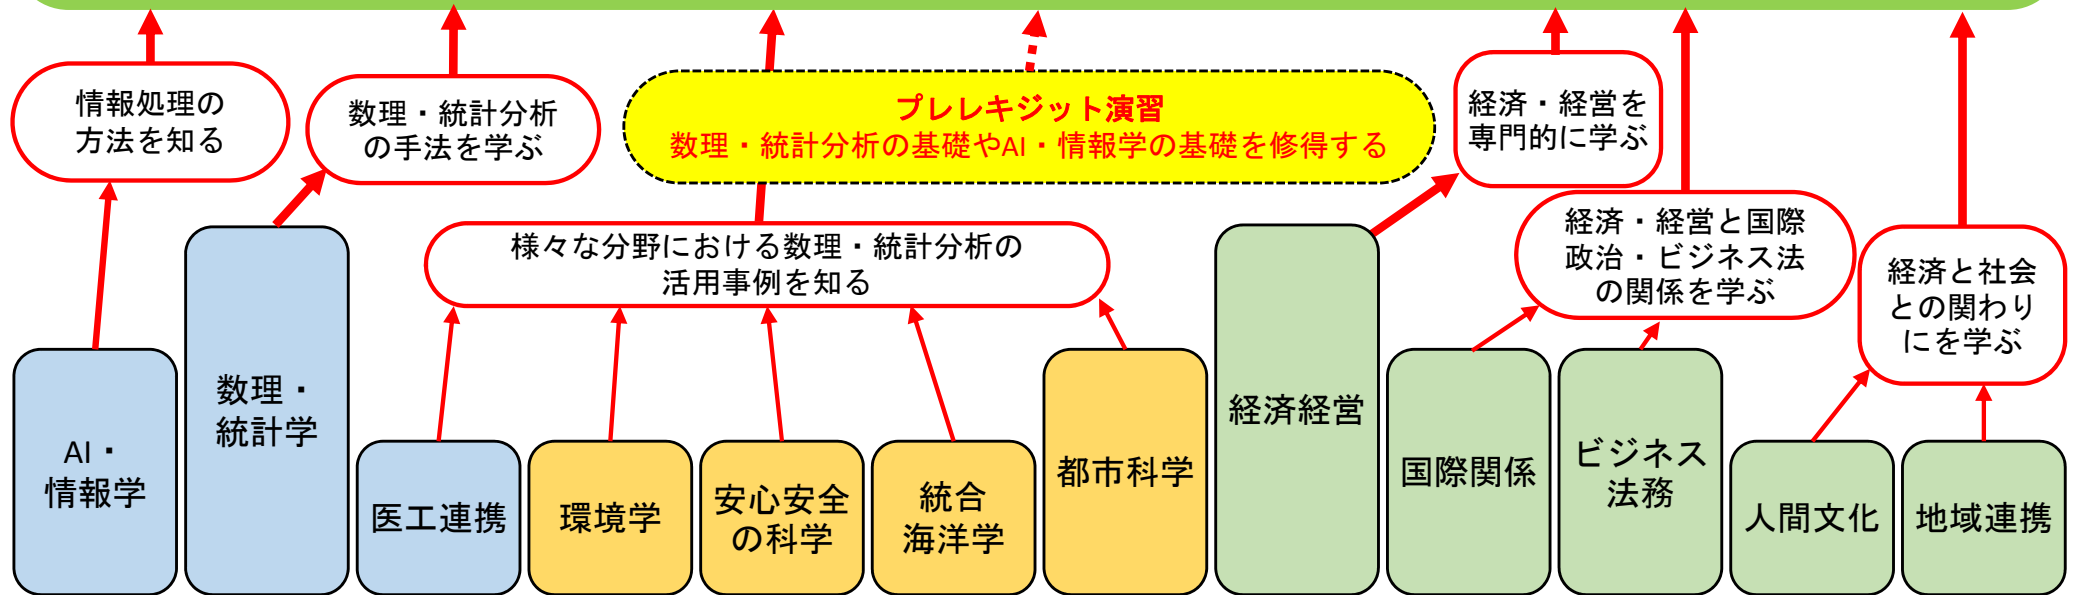 情報処理の
方法を知る
数理・統計分析
の手法を学ぶ
プレレキジット演習
数理・統計分析の基礎やAI・情報学の基礎を修得する
経済・経営を
専門的に学ぶ
様々な分野における数理・統計分析の
活用事例を知る
経済・経営と国際
政治・ビジネス法
の関係を学ぶ
経済と社会
との関わり
にを学ぶ
AI・
情報学
数理・
統計学
医工連携
環境学
安心安全
の科学
統合
海洋学
都市科学
経済経営
国際関係
ビジネス
法務
人間文化
地域連携